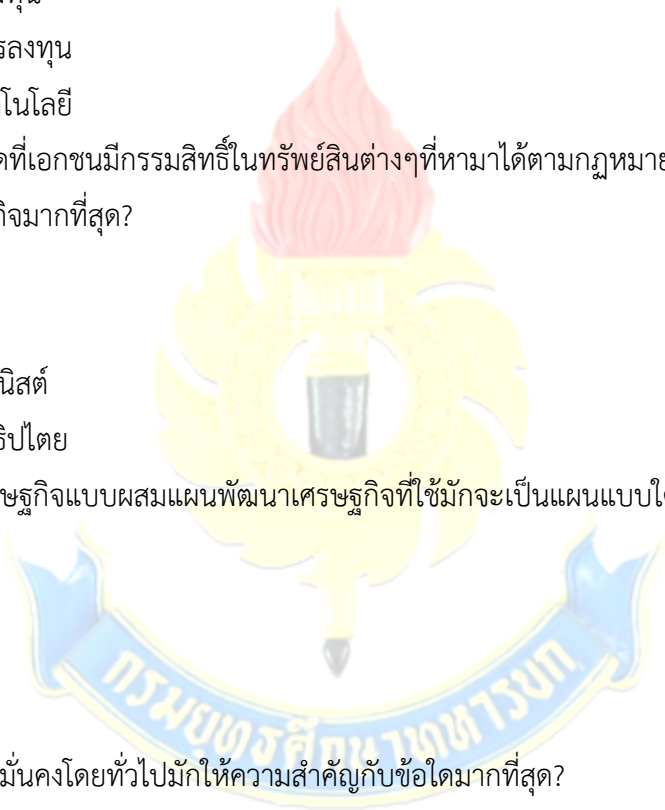 ทุน
รลงทุน
โนโลยี
ดที่เอกชนมีกรรมสิทธิ์ในทรัพย์สินต่างๆที่หามาได้ตามกฎหมาย
กิจมากที่สุด?
นิสต์
ธิปไตย
ษฐกิจแบบผสมแผนพัฒนาเศรษฐกิจที่ใช้มักจะเป็นแผนแบบใด
กรมยุทธศึกษาทหารบก
มั่นคงโดยทั่วไปมักให้ความสำคัญกับข้อใดมากที่สุด?